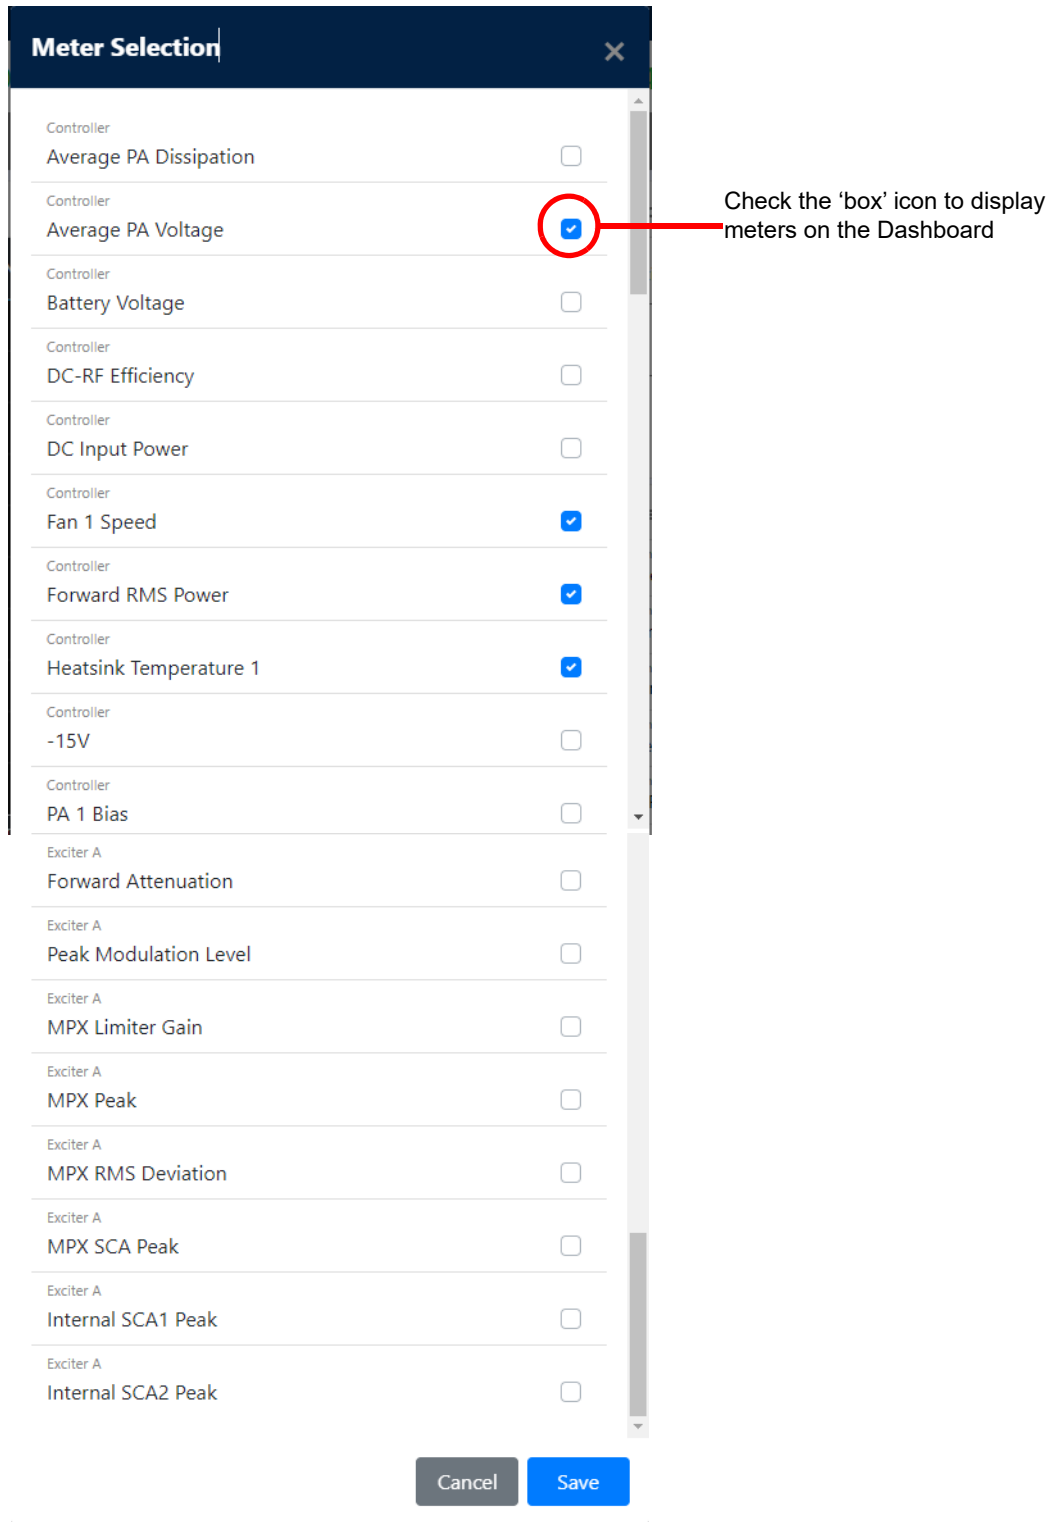 Meter Selection
Controller
Average PA Dissipation
Controller
Average PA Voltage
Check the ‘box’ icon to display
meters on the Dashboard
Controller
Battery Voltage
Controller
DC-RF Efficiency
Controller
DC Input Power
Controller
Fan 1 Speed
Controller
Forward RMS Power
Controller
Heatsink Temperature 1
Controller
-15V
Controller
PA 1 Bias
Exciter A
Forward Attenuation
Exciter A
Peak Modulation Level
Exciter A
MPX Limiter Gain
Exciter A
MPX Peak
Exciter A
MPX RMS Deviation
Exciter A
MPX SCA Peak
Exciter A
Internal SCA1 Peak
Exciter A
Internal SCA2 Peak
Cancel
Save